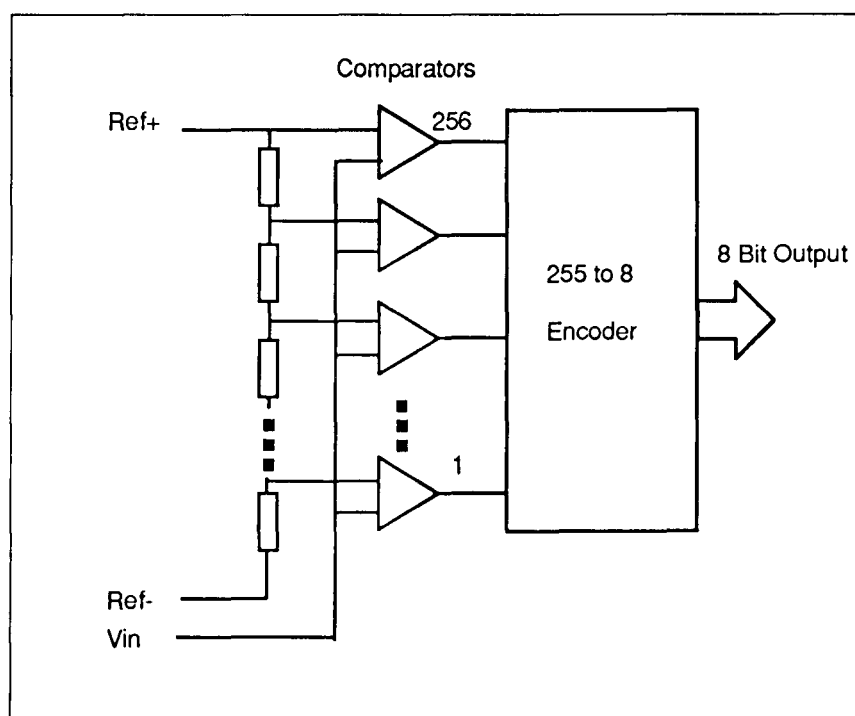 Comparators
Ref+
256
255 to 8
Encoder
8 Bit Output
1
Ref-
Vin